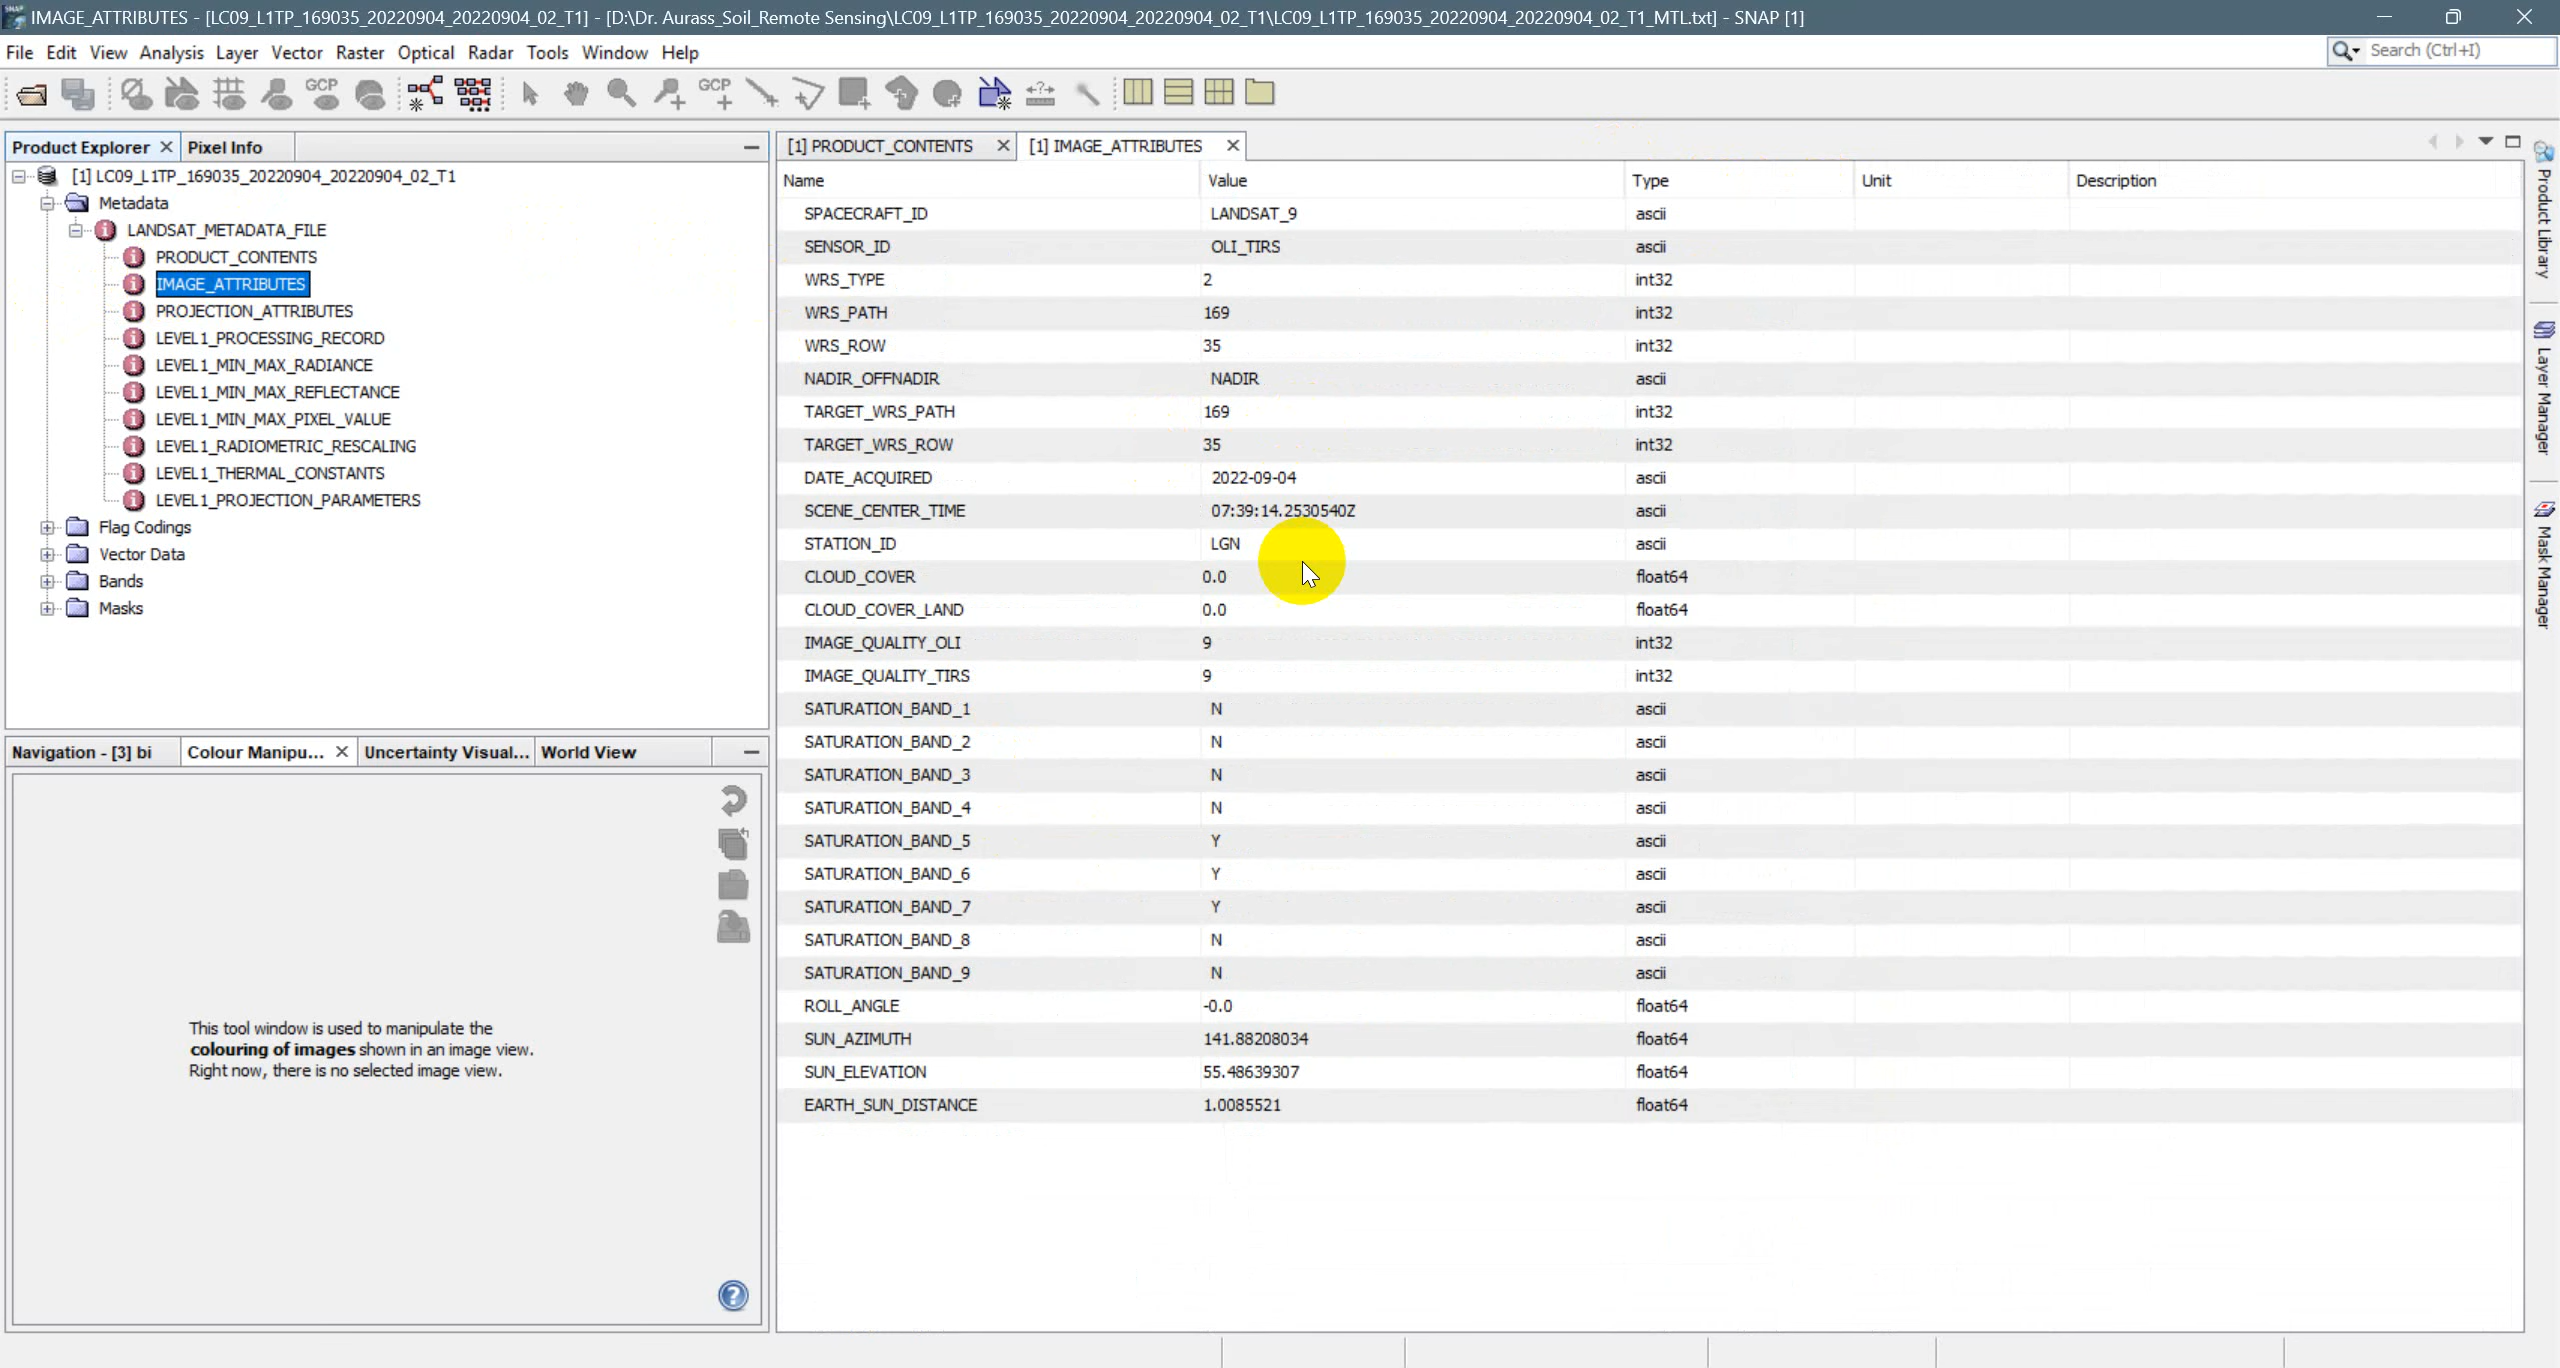 IMAGE_ATTRIBUTES - [LC09_L1TP_169035_20220904_20220904_02_T1] - [D:\Dr. Aurass_Soil_Remote Sensing\LC09_L1TP_169035_20220904_20220904_02_T1\LC09_L1TP_169035_20220904_20220904_02_T1_MTL.txt] - SNAP [1]
File Edit View Analysis Layer Vector Raster Optical Radar Tools Window Help
Search (Ctrl+I)
GCP GCP
Product Explorer Pixel Info
[1] LC09_L1TP_169035_20220904_20220904_02_T1
Metadata
LANDSAT_METADATA_FILE
PRODUCT_CONTENTS
IMAGE_ATTRIBUTES
PROJECTION_ATTRIBUTES
LEVEL1_PROCESSING_RECORD
LEVEL1_MIN_MAX_RADIANCE
LEVEL1_MIN_MAX_REFLECTANCE
LEVEL1_MIN_MAX_PIXEL_VALUE
LEVEL1_RADIOMETRIC_RESCALING
LEVEL1_THERMAL_CONSTANTS
LEVEL1_PROJECTION_PARAMETERS
Flag Codings
Vector Data
Bands
Masks
Navigation - [3] bi Colour Manipu... Uncertainty Visual... World View
This tool window is used to manipulate the
colouring of images shown in an image view.
Right now, there is no selected image view.
[1] PRODUCT_CONTENTS [1] IMAGE_ATTRIBUTES
Name Value Type Unit Description
SPACECRAFT_ID LANDSAT_9 ascii
SENSOR_ID OLI_TIRS ascii
WRS_TYPE 2 int32
WRS_PATH 169 int32
WRS_ROW 35 int32
NADIR_OFFNADIR NADIR ascii
TARGET_WRS_PATH 169 int32
TARGET_WRS_ROW 35 int32
DATE_ACQUIRED 2022-09-04 ascii
SCENE_CENTER_TIME 07:39:14.2530540Z ascii
STATION_ID LGN ascii
CLOUD_COVER 0.0 float64
CLOUD_COVER_LAND 0.0 float64
IMAGE_QUALITY_OLI 9 int32
IMAGE_QUALITY_TIRS 9 int32
SATURATION_BAND_1 N ascii
SATURATION_BAND_2 N ascii
SATURATION_BAND_3 N ascii
SATURATION_BAND_4 N ascii
SATURATION_BAND_5 Y ascii
SATURATION_BAND_6 Y ascii
SATURATION_BAND_7 Y ascii
SATURATION_BAND_8 N ascii
SATURATION_BAND_9 N ascii
ROLL_ANGLE -0.0 float64
SUN_AZIMUTH 141.88208034 float64
SUN_ELEVATION 55.48639307 float64
EARTH_SUN_DISTANCE 1.0085521 float64
Product Library
Layer Manager
Mask Manager